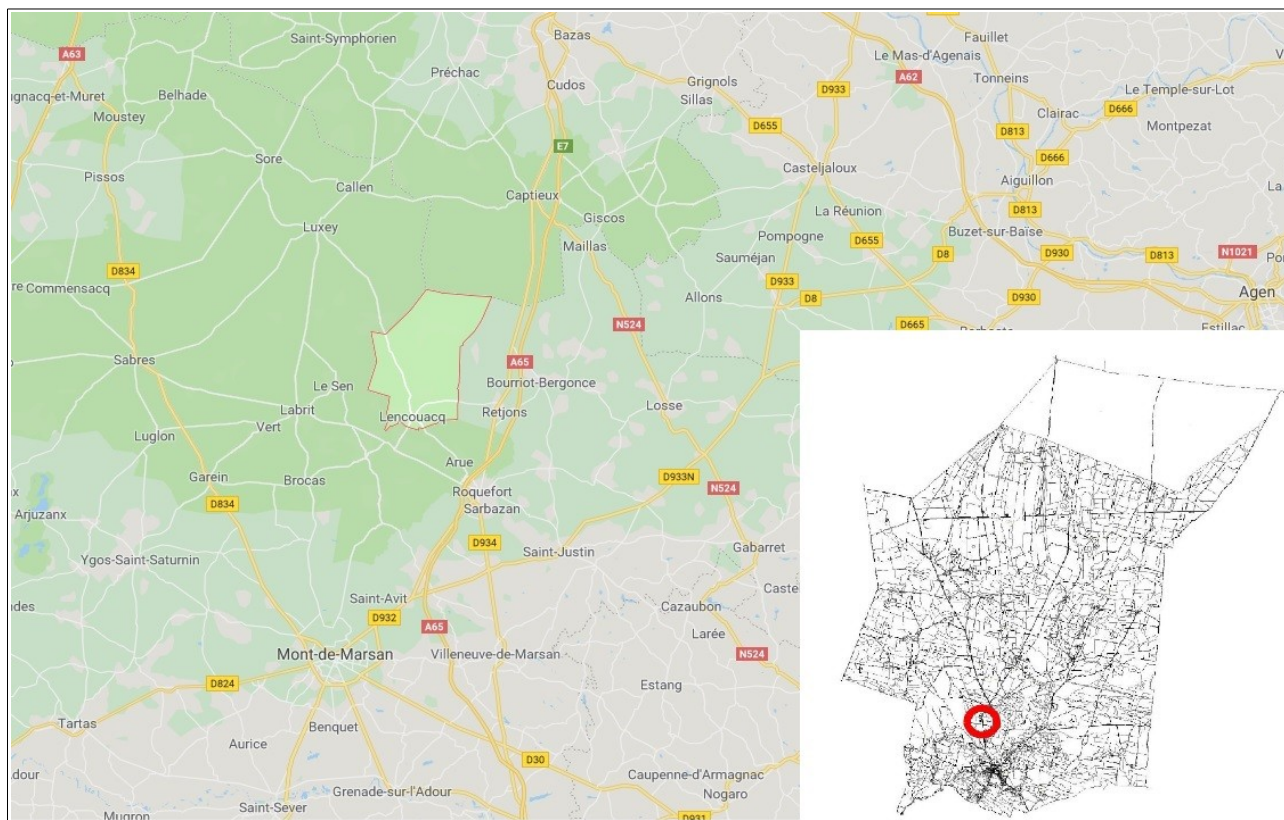 Saint-Symphorien
Bazas
Fauillet
A63
Préchac
Le Mas-d'Agenais
Cudos
Grignols
A62
Tonneins
ugnacq-et-Muret
Belhade
Sillas
D933
Le Temple-sur-Lot
Moustey
Clairac
D666
D655
D813
Montpezat
Sore
E7
Casteljaloux
D666
Pissos
Callen
Aiguillon
Captieux
La Réunion
D813
Luxey
Giscos
Buzet-sur-Baïse
Maillas
Pompogne
D655
D8
D930
D813
N1021
D834
Sauméjan
Commensacq
D933
Allons
D8
D930
Agen
N524
D665
Estillac
Sabres
A65
Le Sen
Bourriot-Bergonce
Labrit
Lencouacq
Retjons
Losse
Vert
Luglon
Garein
Brocas
Arue
D933N
Roquefort
N524
D834
Sarbazan
Arjuzanx
D934
Saint-Justin
Gabarret
Ygos-Saint-Saturnin
Saint-Avit
Cazaubon
D932
A65
Larée
Mont-de-Marsan
Villeneuve-de-Marsan
N524
D824
Estang
Tartas
Benquet
Aurice
D30
Caupenne-d'Armagnac
Grenade-sur-l'Adour
Nogaro
Saint-Sever
Mugron
D931